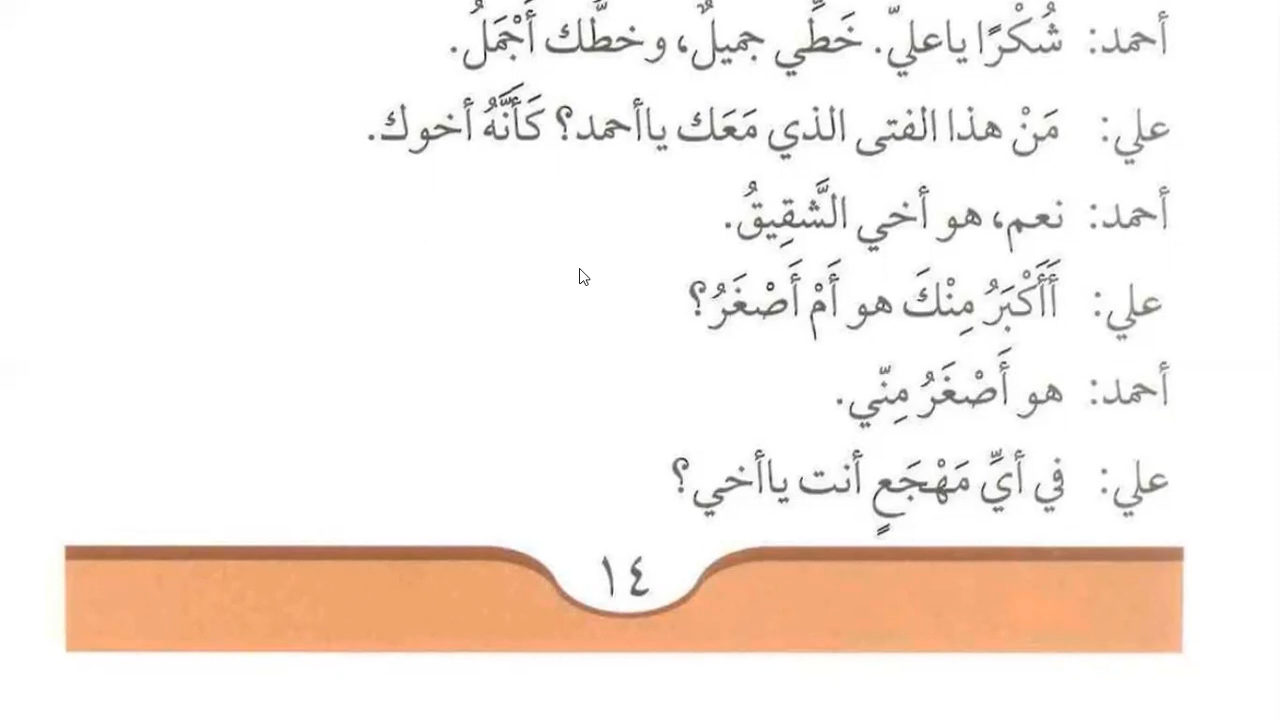 أحمد: شُكْرًا ياعليّ. خَطِّي جميلٌ، وخطُّك أَجْمَلُ.
علي: مَنْ هذا الفتى الذي مَعَك ياأحمد؟ كَأَنَّهُ أخوك.
أحمد: نعم، هو أخي الشَّقِيقُ.
علي: أَأَكْبَرُ مِنْكَ هو أَمْ أَصْغَرُ؟
أحمد: هو أَصْغَرُ مِنّي.
علي: في أيِّ مَهْجَعٍ أنت ياأخي؟
١٤